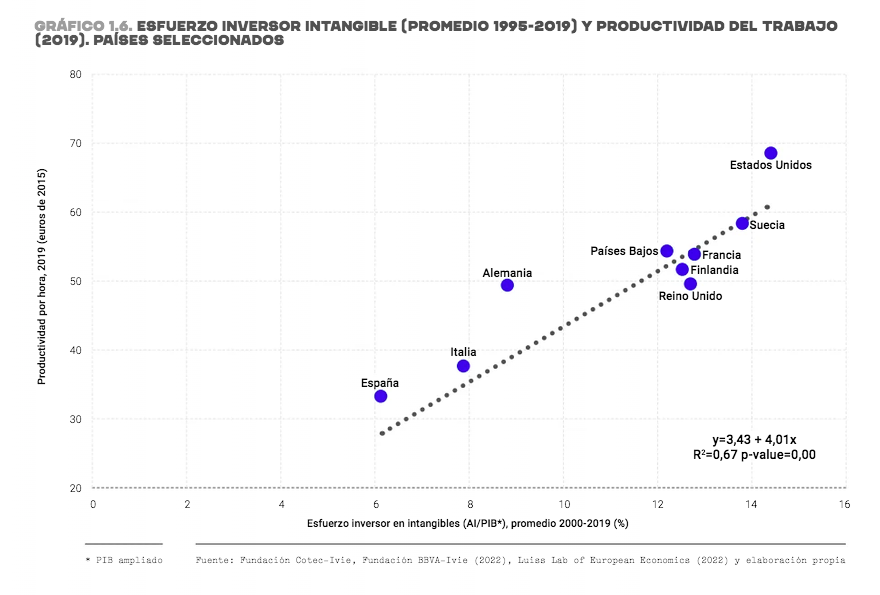 GRÁFICO 1.6. ESFUERZO INVERSOR INTANGIBLE (PROMEDIO 1995-2019) Y PRODUCTIVIDAD DEL TRABAJO
(2019). PAÍSES SELECCIONADOS
Productividad por hora, 2019 (euros de 2015)
80
70
60
50
40
30
20
Estados Unidos
Suecia
Países Bajos
Francia
Finlandia
Reino Unido
Alemania
Italia
España
y=3,43 + 4,01x
R²=0,67 p-value=0,00
0 2 4 6 8 10 12 14 16
Esfuerzo inversor en intangibles (AI/PIB*), promedio 2000-2019 (%)
* PIB ampliado
Fuente: Fundación Cotec-Ivie, Fundación BBVA-Ivie (2022), Luiss Lab of European Economics (2022) y elaboración propia